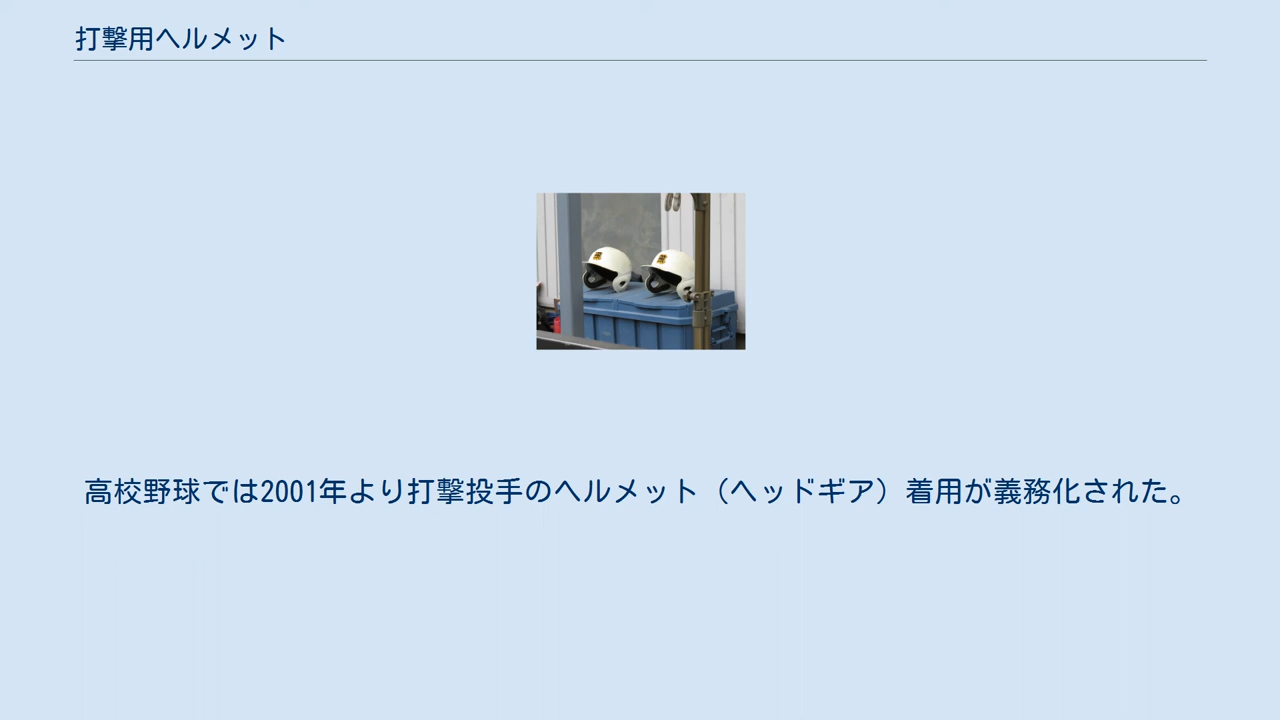 打撃用ヘルメット
高校野球では2001年より打撃投手のヘルメット（ヘッドギア）着用が義務化された。